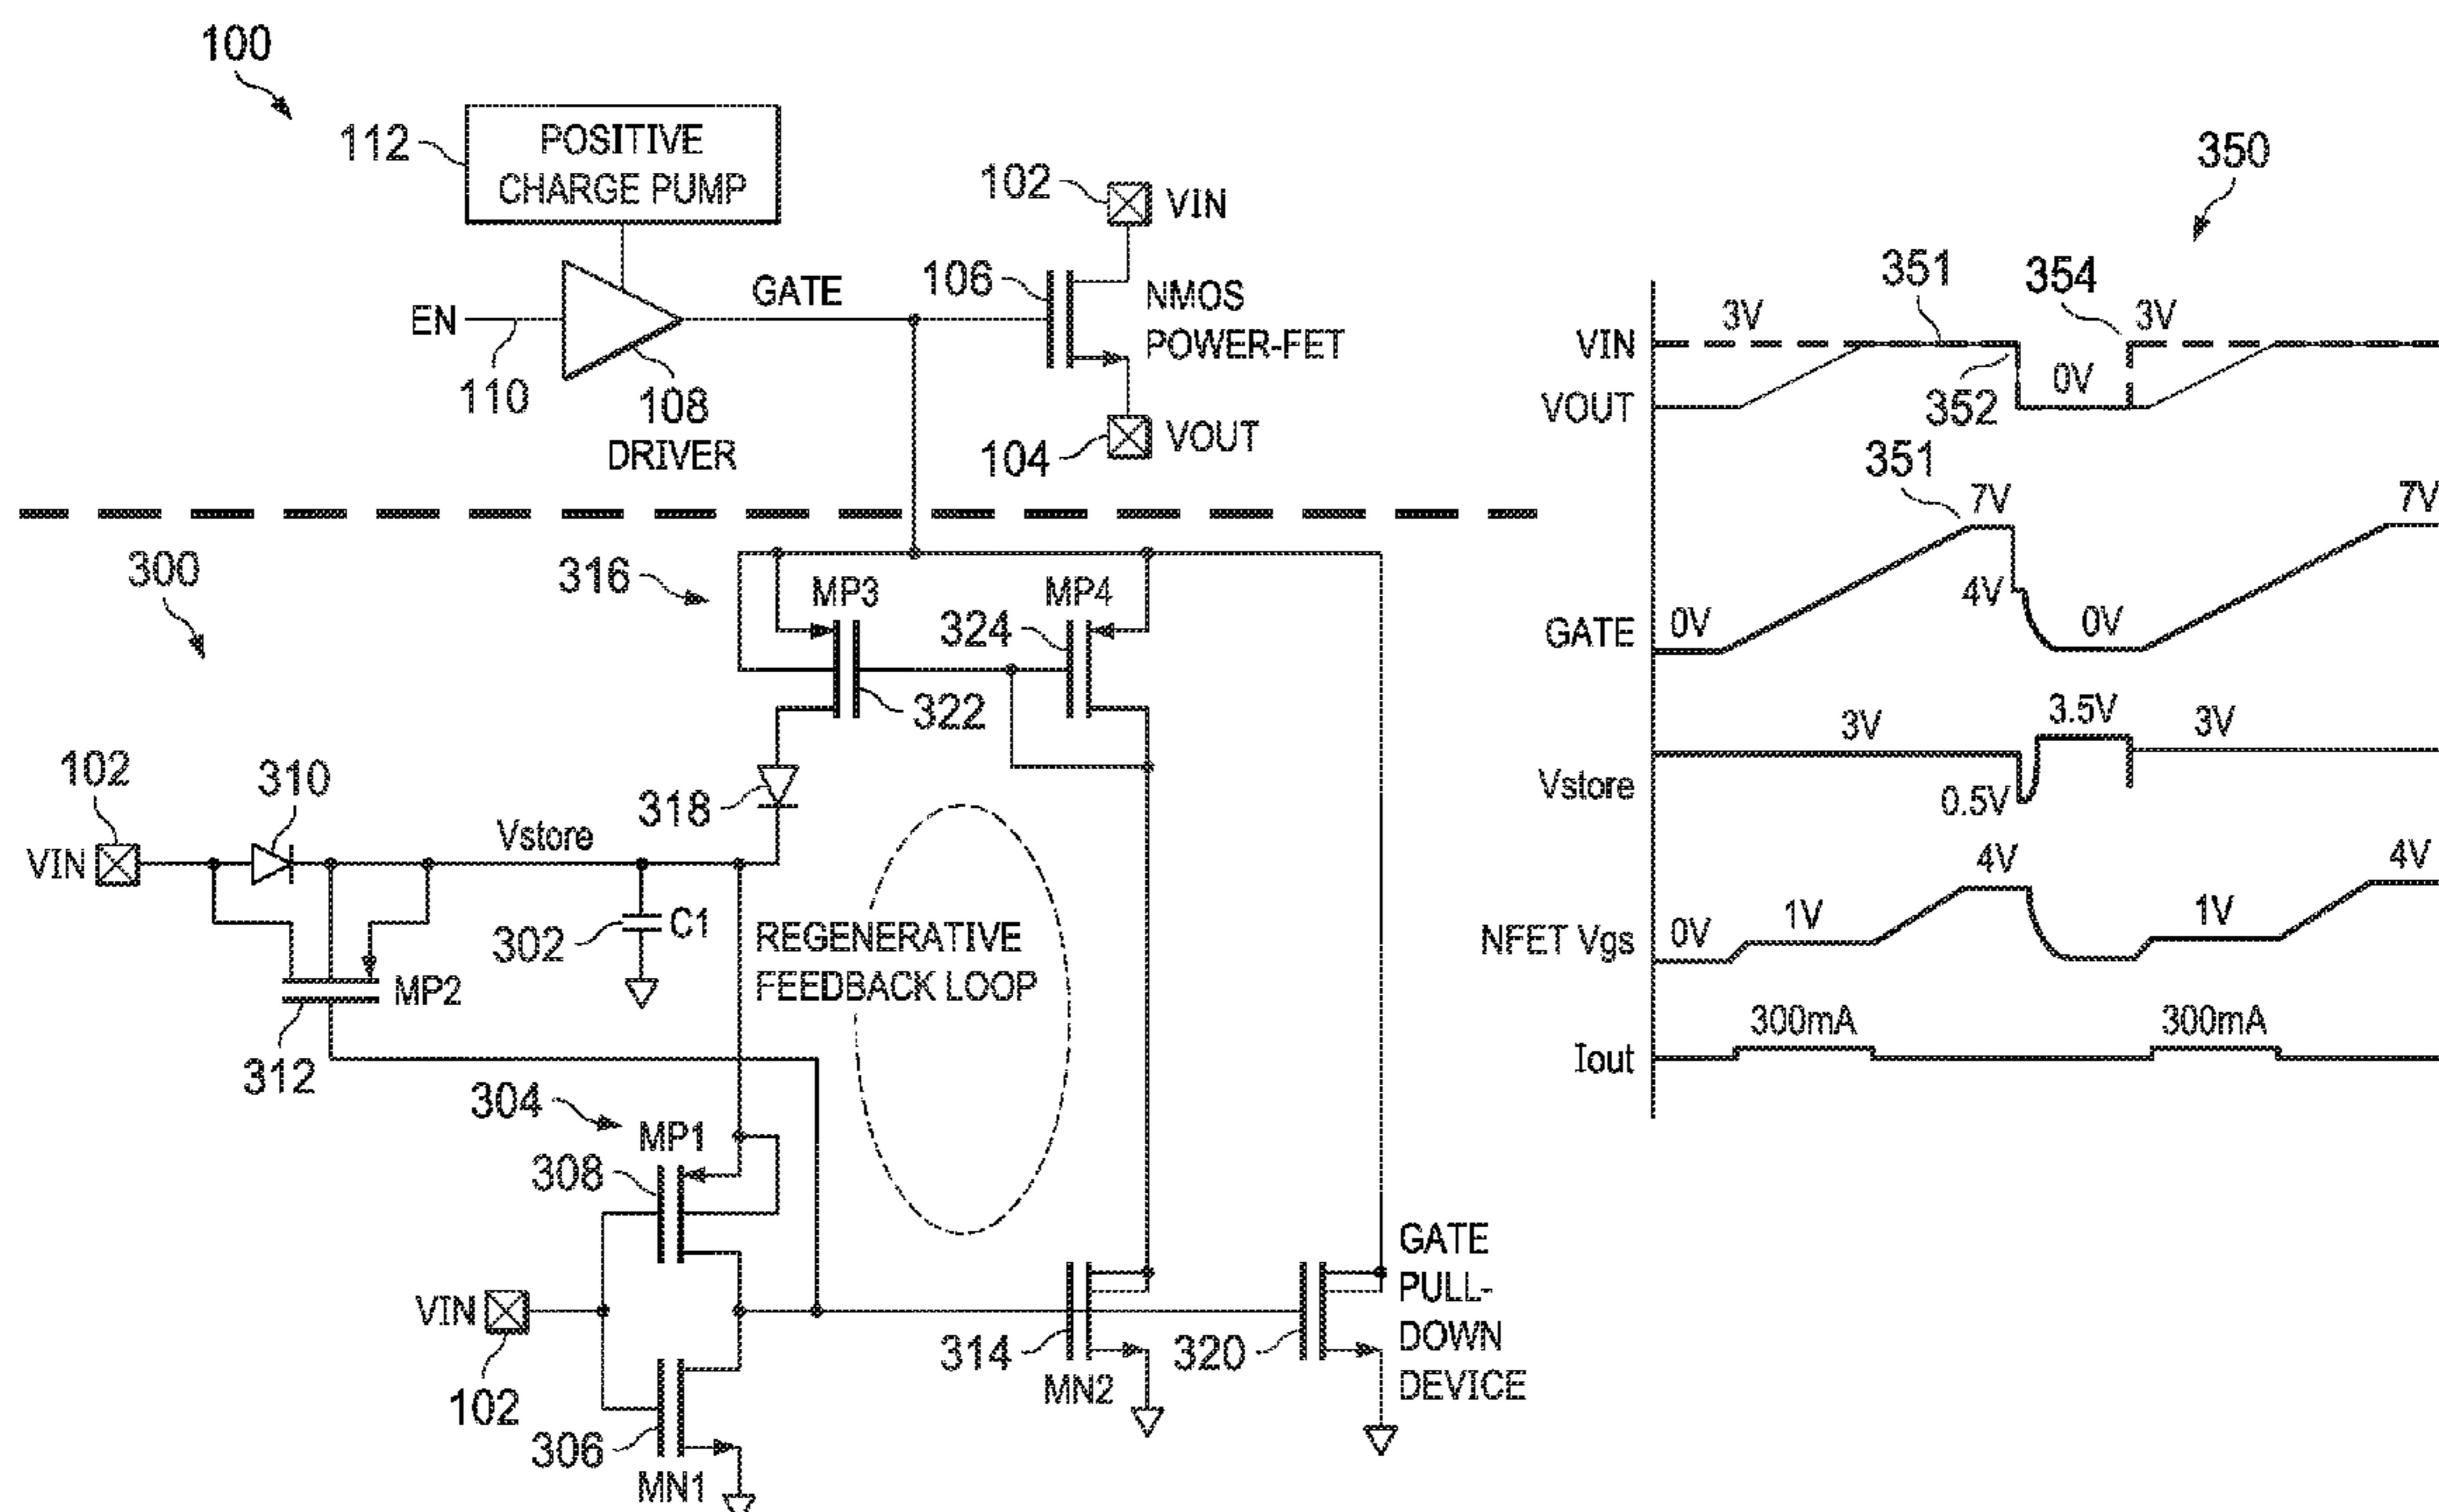 100
112
POSITIVE
CHARGE PUMP
EN
110
108
DRIVER
GATE
106
102
VIN
NMOS
POWER-FET
104
VOUT
300
316
MP3
MP4
324
322
318
102
310
VIN
Vstore
302
C1
MP2
312
REGENERATIVE
FEEDBACK LOOP
304
MP1
308
VIN
102
306
MN1
314
MN2
320
GATE
PULL-
DOWN
DEVICE
350
351
354
VIN
3V
3V
VOUT
352
0V
351
7V
7V
4V
GATE
0V
0V
3V
3.5V
3V
Vstore
0.5V
4V
4V
NFET Vgs
0V
1V
1V
Iout
300mA
300mA